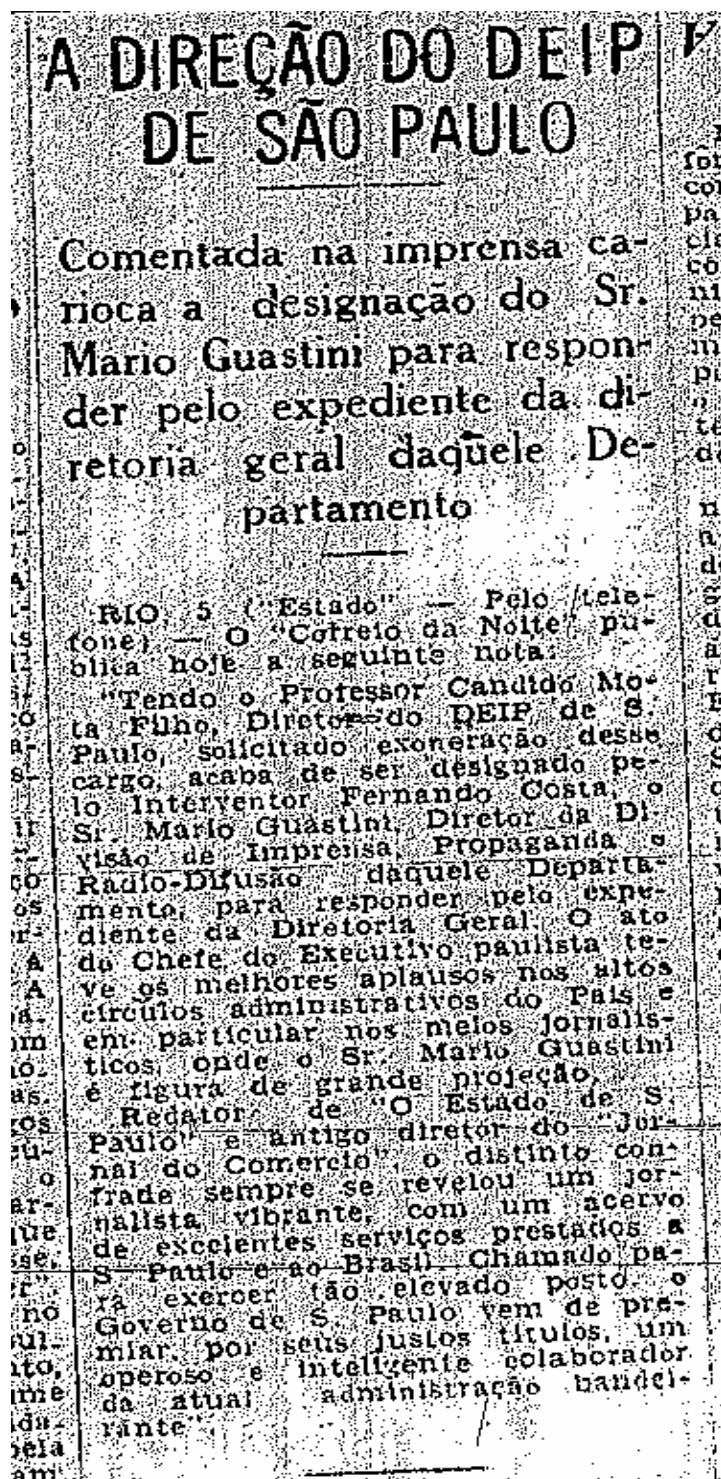 A DIREÇÃO DO DEIP
DE SÃO PAULO
Comentada na imprensa ca-
rioca a designação do Sr.
Mario Guastini para respon-
der pelo expediente da di-
retoria geral daquele De-
partamento
RIO, 5 ("Estado" — Pelo tele-
fone) — O "Correio da Noite" pu-
blica hoje a seguinte nota:
"Tendo o Professor Candido Mo-
ta Filho, Diretor do DEIP de S.
Paulo, solicitado exoneração desse
cargo, acaba de ser designado pe-
lo Interventor Fernando Costa, o
Sr. Mario Guastini, Diretor da Di-
visão de Imprensa, Propaganda e
Radio-Difusão daquele Departa-
mento, para responder pelo expe-
diente da Diretoria Geral. O ato
do Chefe do Executivo paulista te-
ve os melhores aplausos nos altos
circulos administrativos do País e
em particular nos meios jornalis-
ticos, onde o Sr. Mario Guastini
é figura de grande projeção.
Redator de "O Estado de S.
Paulo" e antigo diretor do "Jor-
nal do Comercio", o distinto con-
frade sempre se revelou um jor-
nalista vibrante, com um acervo
de excelentes serviços prestados a
S. Paulo e ao Brasil. Chamado pa-
ra exercer tão elevado posto, o
Governo de S. Paulo vem de pre-
miar, por seus justos titulos, um
operoso e inteligente colaborador
da atual administração bandei-
rante".